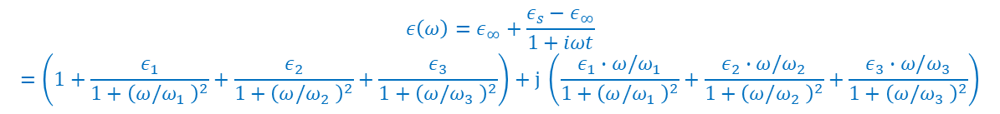 ϵ(ω) = ϵ∞ + (ϵₛ − ϵ∞)/(1 + iωt)
= (1 + ϵ₁/(1 + (ω/ω₁ )²) + ϵ₂/(1 + (ω/ω₂ )²) + ϵ₃/(1 + (ω/ω₃ )²)) + j (ϵ₁ · ω/ω₁/(1 + (ω/ω₁ )²) + ϵ₂ · ω/ω₂/(1 + (ω/ω₂ )²) + ϵ₃ · ω/ω₃/(1 + (ω/ω₃ )²))